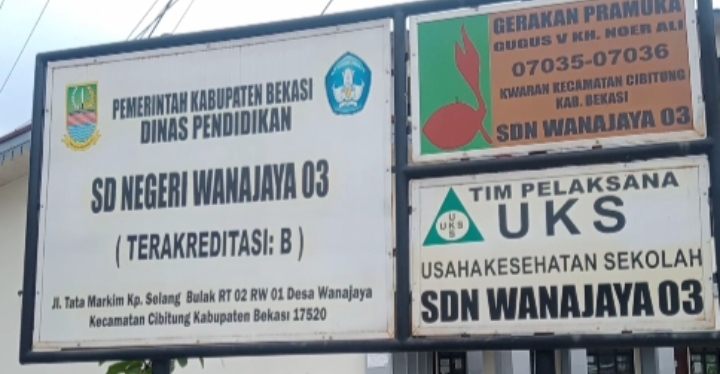 PEMERINTAH KABUPATEN BEKASI
DINAS PENDIDIKAN
SD NEGERI WANAJAYA 03
( TERAKREDITASI: B )
Jl. Tata Markim Kp. Selang Bulak RT 02 RW 01 Desa Wanajaya
Kecamatan Cibitung Kabupaten Bekasi 17520
GERAKAN PRAMUKA
GUGUS V KH. NOER ALI
07035-07036
KWARAN KECAMATAN CIBITUNG
KAB. BEKASI
SDN WANAJAYA 03
TIM PELAKSANA
UKS
U
UKS
S
USAHAKESEHATAN SEKOLAH
SDN WANAJAYA 03